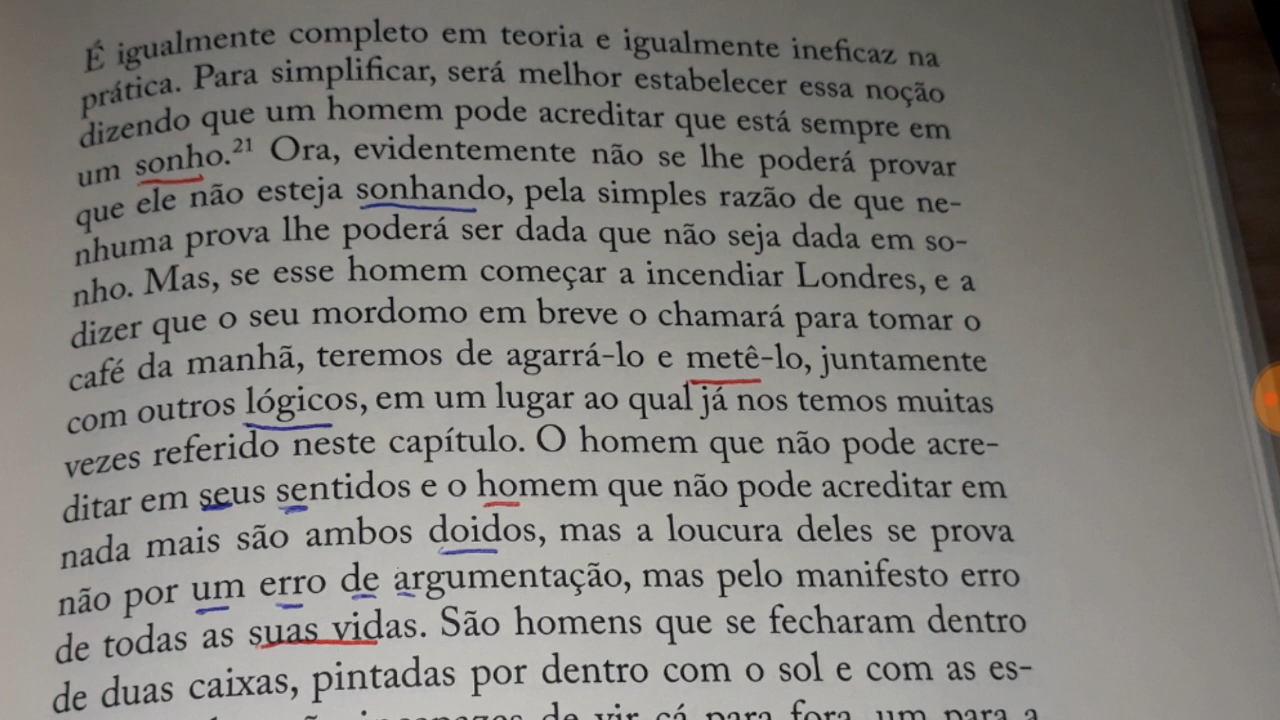 É igualmente completo em teoria e igualmente ineficaz na
prática. Para simplificar, será melhor estabelecer essa noção
dizendo que um homem pode acreditar que está sempre em
um sonho.²¹ Ora, evidentemente não se lhe poderá provar
que ele não esteja sonhando, pela simples razão de que ne-
nhuma prova lhe poderá ser dada que não seja dada em so-
nho. Mas, se esse homem começar a incendiar Londres, e a
dizer que o seu mordomo em breve o chamará para tomar o
café da manhã, teremos de agarrá-lo e metê-lo, juntamente
com outros lógicos, em um lugar ao qual já nos temos muitas
vezes referido neste capítulo. O homem que não pode acre-
ditar em seus sentidos e o homem que não pode acreditar em
nada mais são ambos doidos, mas a loucura deles se prova
não por um erro de argumentação, mas pelo manifesto erro
de todas as suas vidas. São homens que se fecharam dentro
de duas caixas, pintadas por dentro com o sol e com as es-
de vir cá para fora, um para a